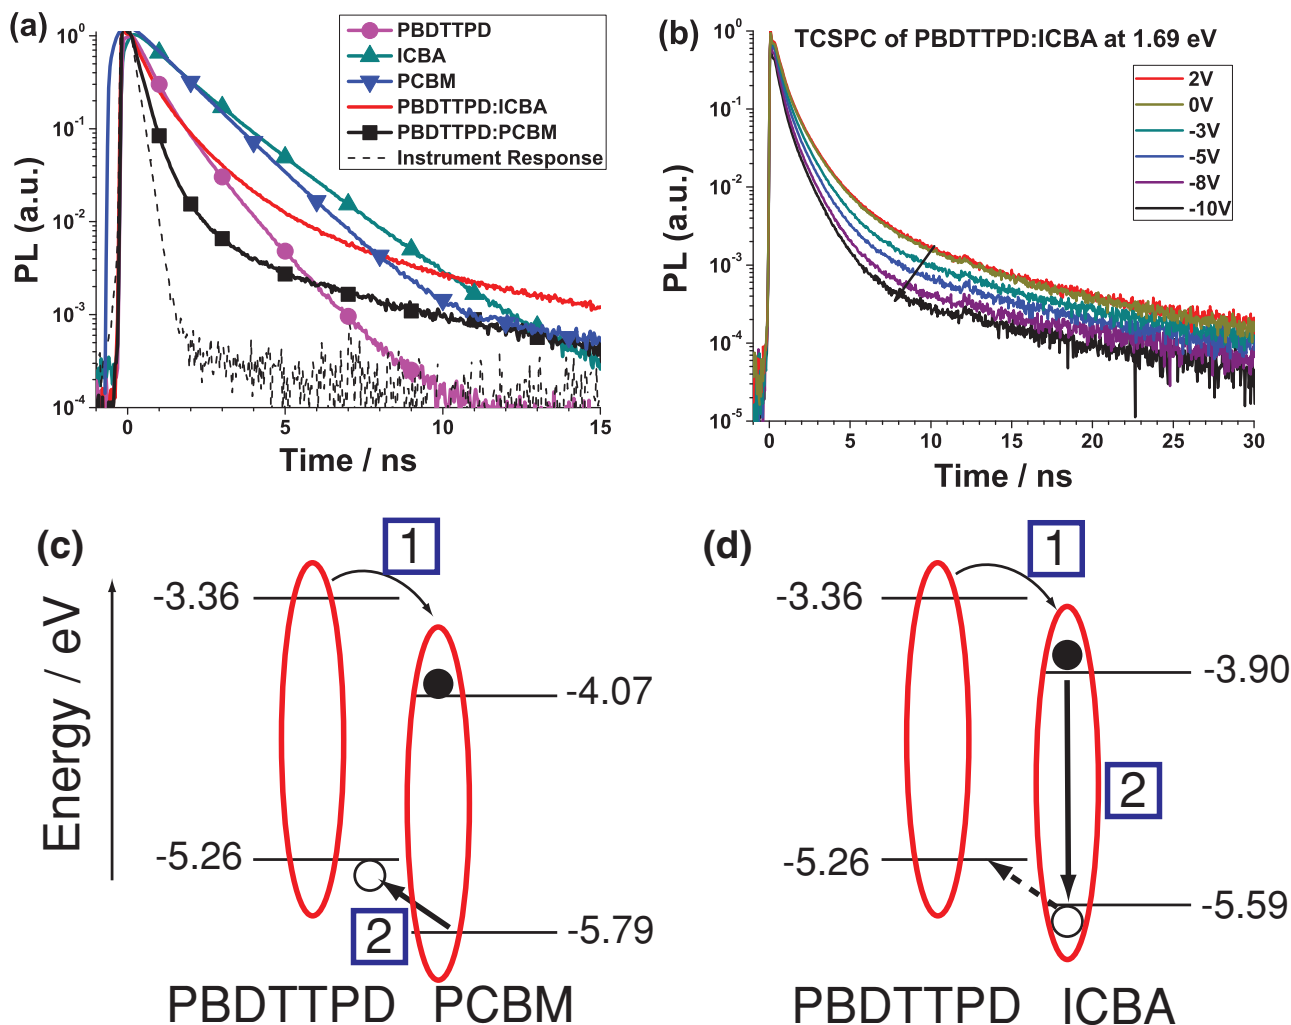 (a)
PBDTTPD
ICBA
PCBM
PBDTTPD:ICBA
PBDTTPD:PCBM
Instrument Response
PL (a.u.)
10^0
10^-1
10^-2
10^-3
10^-4
0 5 10 15
Time / ns
(b)
TCSPC of PBDTTPD:ICBA at 1.69 eV
2V
0V
-3V
-5V
-8V
-10V
PL (a.u.)
10^0
10^-1
10^-2
10^-3
10^-4
10^-5
0 5 10 15 20 25 30
Time / ns
(c)
Energy / eV
1
-3.36
-4.07
-5.26
2
-5.79
PBDTTPD PCBM
(d)
1
-3.36
-3.90
2
-5.26
-5.59
PBDTTPD ICBA